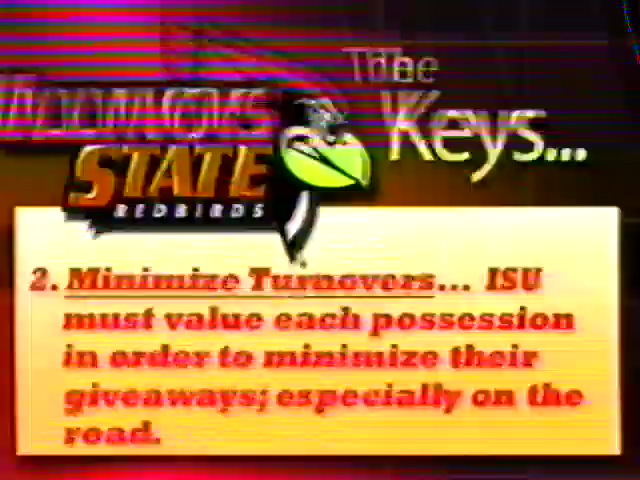 The
Keys...
ILLINOIS
STATE
REDBIRDS
2. Minimize Turnovers... ISU
must value each possession
in order to minimize their
giveaways; especially on the
road.